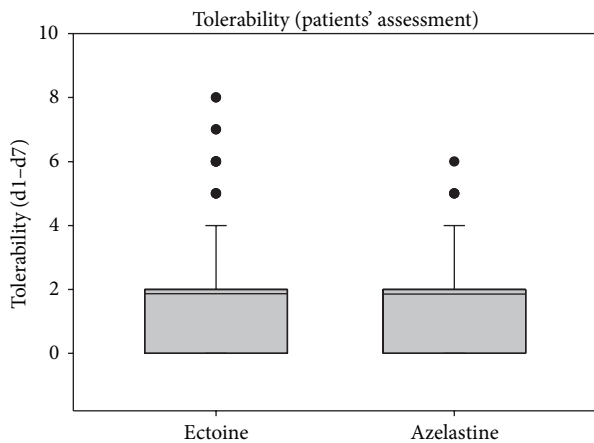 Tolerability (patients’ assessment)
10
8
6
4
2
0
Tolerability (d1–d7)
Ectoine
Azelastine